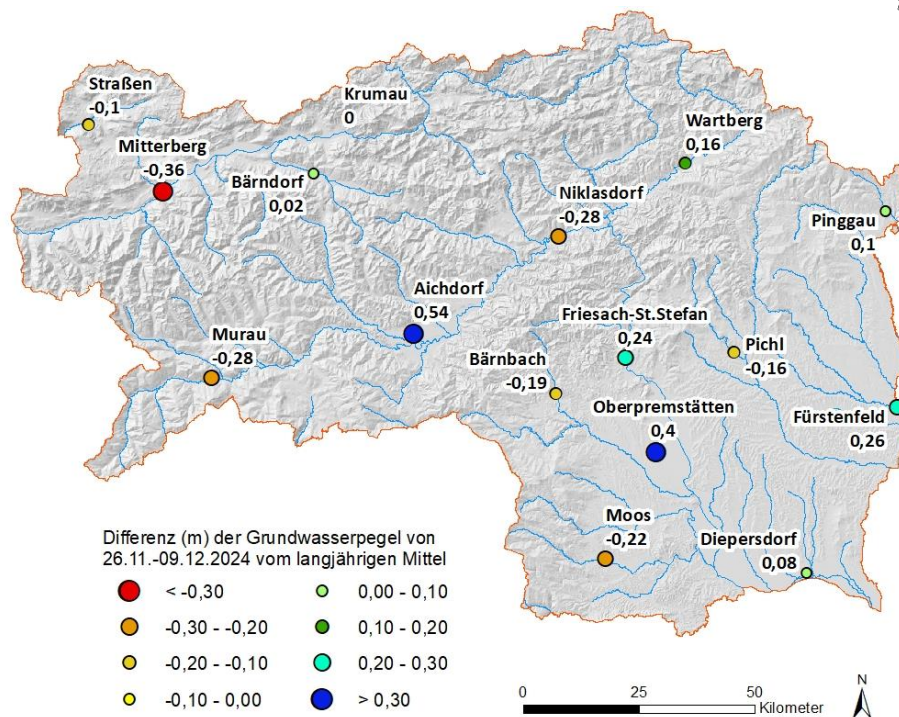 Straßen
-0,1
Krumau
0
Wartberg
0,16
Mitterberg
-0,36
Bärndorf
0,02
Niklasdorf
-0,28
Pinggau
0,1
Aichdorf
0,54
Friesach-St.Stefan
0,24
Murau
-0,28
Pichl
-0,16
Bärnbach
-0,19
Oberpremstätten
0,4
Fürstenfeld
0,26
Moos
-0,22
Diepersdorf
0,08
Differenz (m) der Grundwasserpegel von
26.11.-09.12.2024 vom langjährigen Mittel
< -0,30
-0,30 - -0,20
-0,20 - -0,10
-0,10 - 0,00
0,00 - 0,10
0,10 - 0,20
0,20 - 0,30
> 0,30
0 25 50
Kilometer
N